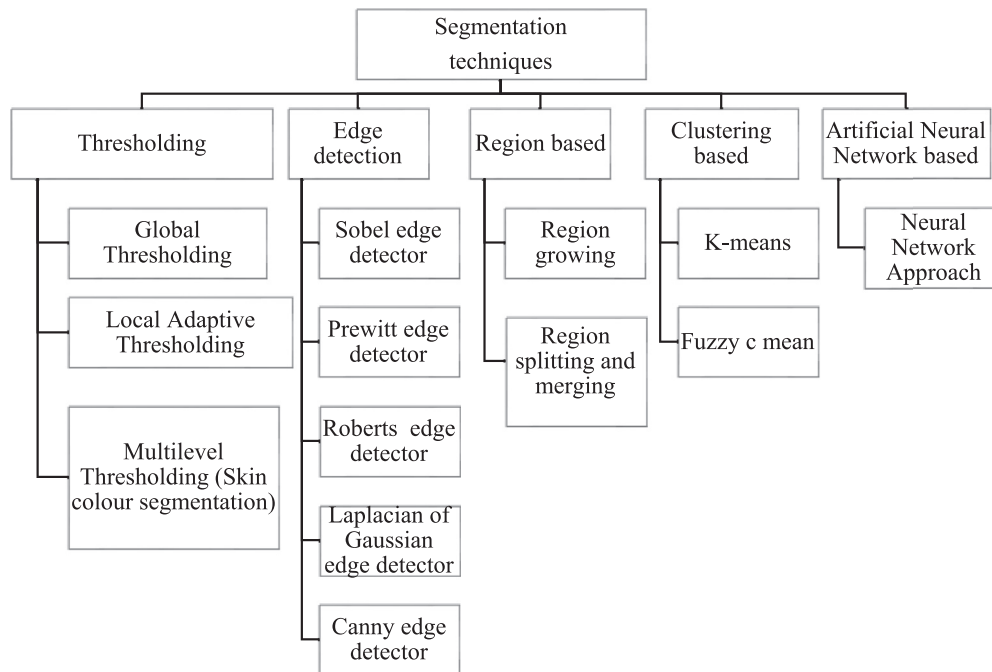 Segmentation
techniques
Thresholding
Edge
detection
Region based
Clustering
based
Artificial Neural
Network based
Global
Thresholding
Local Adaptive
Thresholding
Multilevel
Thresholding (Skin
colour segmentation)
Sobel edge
detector
Prewitt edge
detector
Roberts edge
detector
Laplacian of
Gaussian
edge detector
Canny edge
detector
Region
growing
Region
splitting and
merging
K-means
Fuzzy c mean
Neural
Network
Approach